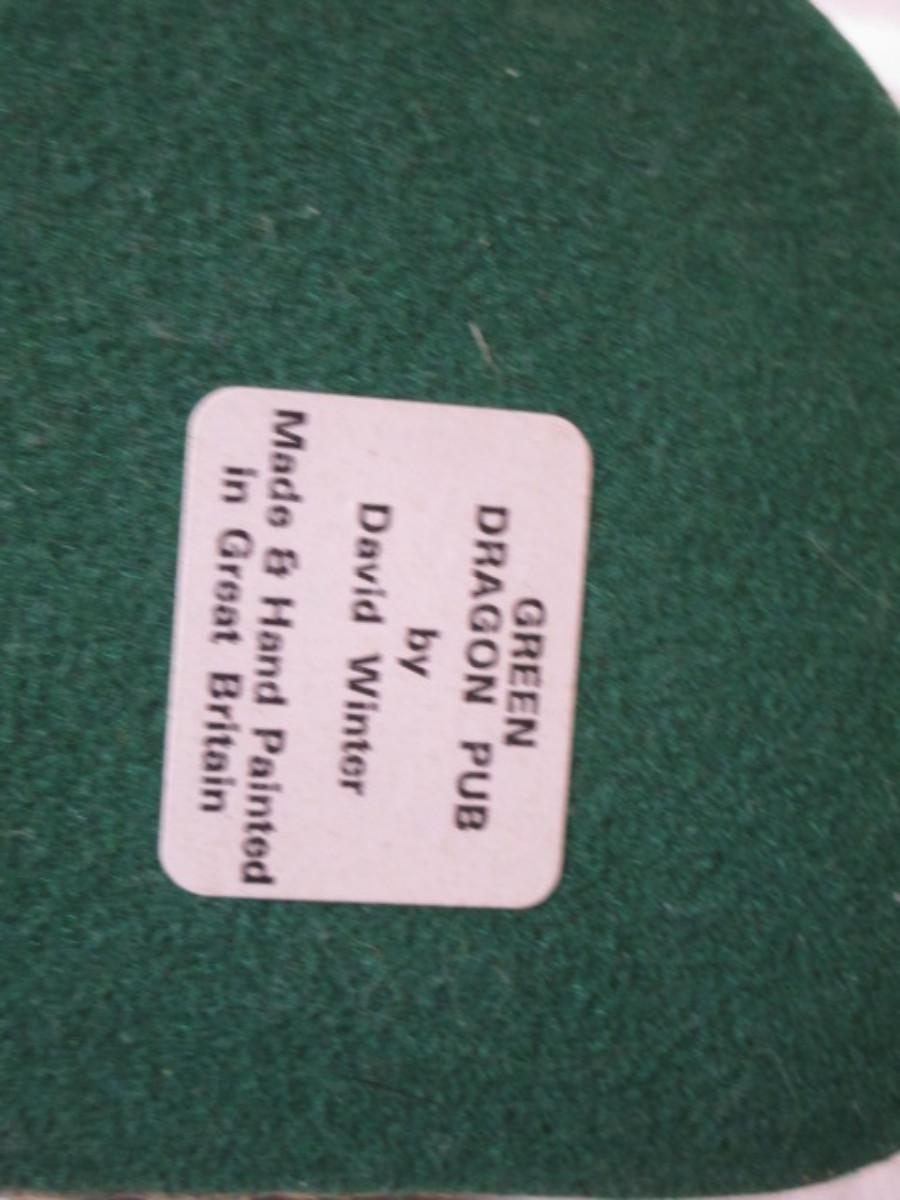 GREEN
DRAGON PUB
by
David Winter
Made & Hand Painted
in Great Britain